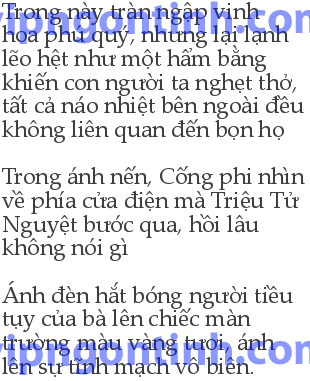 Trong này tràn ngập vinh
hoa phú quý, nhưng lại lạnh
lẽo hệt như một hầm băng
khiến con người ta nghẹt thở,
tất cả náo nhiệt bên ngoài đều
không liên quan đến bọn họ
Trong ánh nến, Cống phi nhìn
về phía cửa điện mà Triệu Tử
Nguyệt bước qua, hồi lâu
không nói gì
Ánh đèn hắt bóng người tiều
tụy của bà lên chiếc màn
trướng màu vàng tươi, ánh
lên sự tĩnh mạch vô biên.